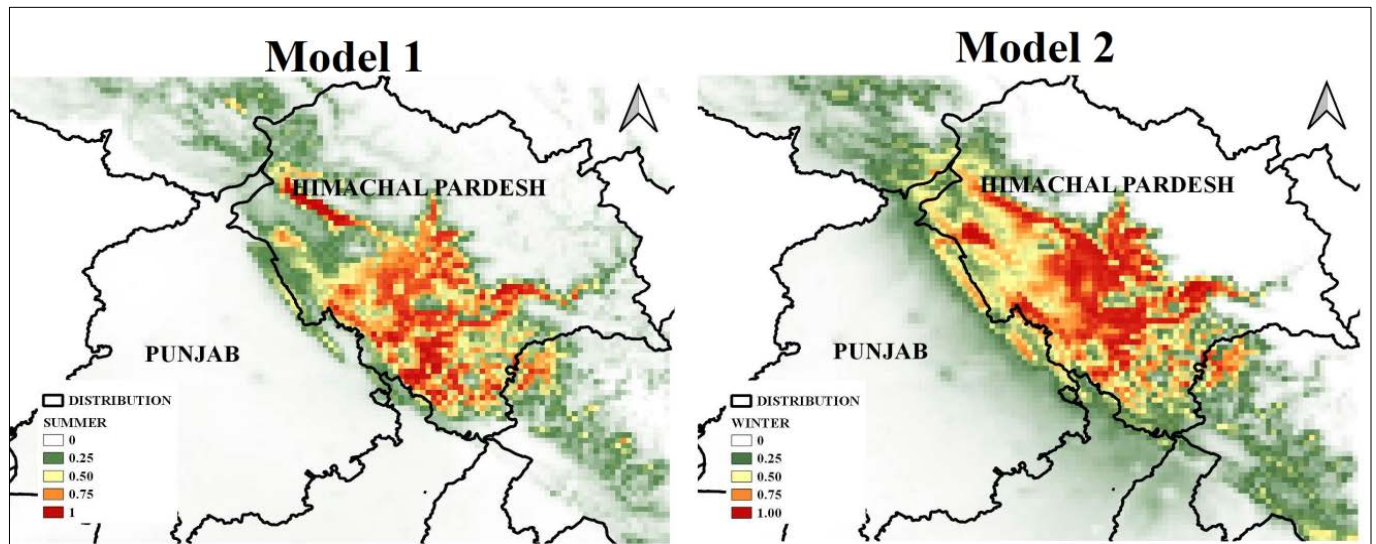 Model 1
HIMACHAL PARDESH
PUNJAB
DISTRIBUTION
SUMMER
0
0.25
0.50
0.75
1
Model 2
HIMACHAL PARDESH
PUNJAB
DISTRIBUTION
WINTER
0
0.25
0.50
0.75
1.00